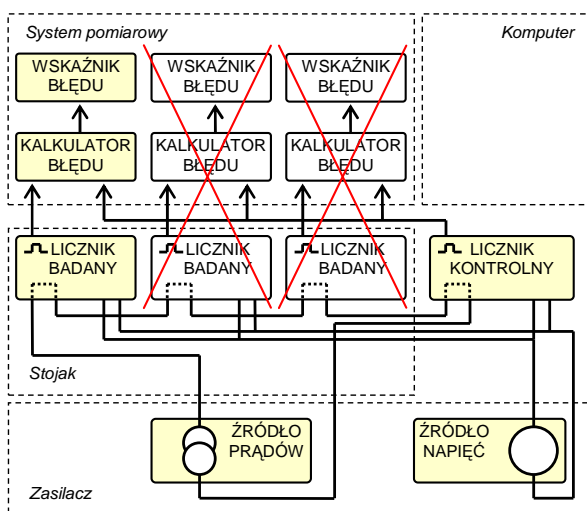 System pomiarowy
Komputer
WSKAŹNIK
BŁĘDU
WSKAŹNIK
BŁĘDU
WSKAŹNIK
BŁĘDU
KALKULATOR
BŁĘDU
KALKULATOR
BŁĘDU
KALKULATOR
BŁĘDU
LICZNIK
BADANY
LICZNIK
BADANY
LICZNIK
BADANY
LICZNIK
KONTROLNY
Stojak
ŹRÓDŁO
PRĄDÓW
ŹRÓDŁO
NAPIĘĆ
Zasilacz